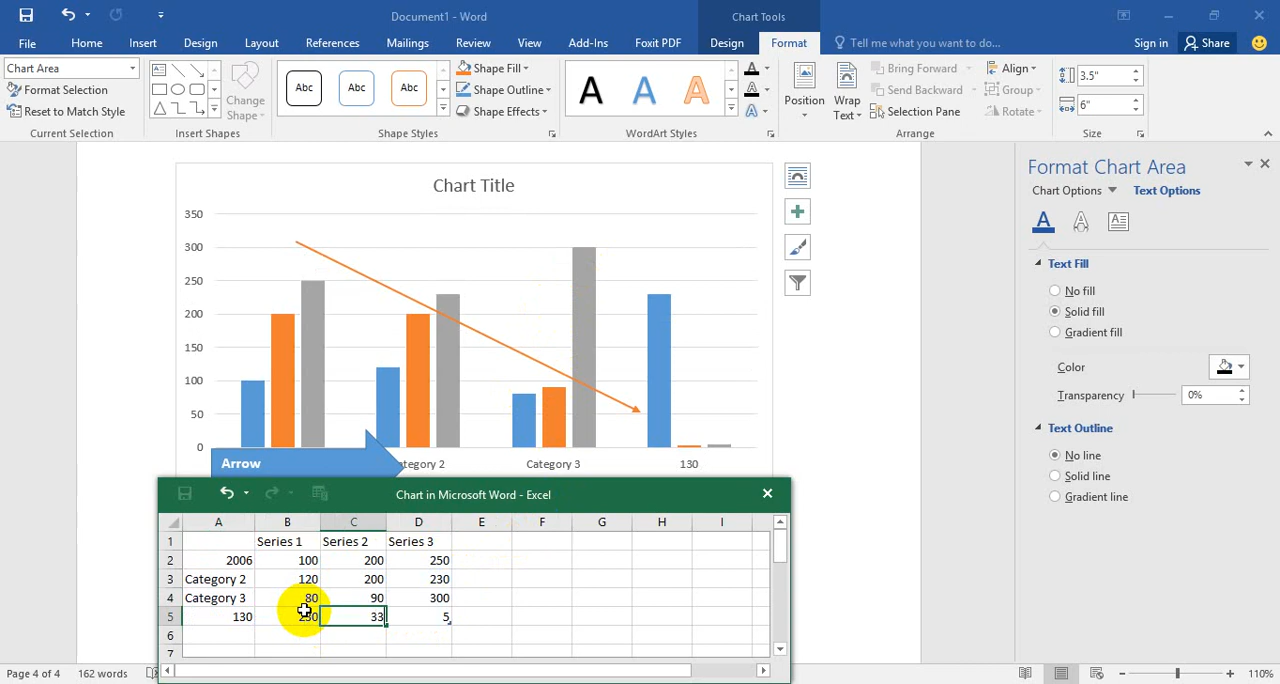 Document1 - Word
Chart Tools
File Home Insert Design Layout References Mailings Review View Add-Ins Foxit PDF Design Format Tell me what you want to do... Sign in Share
Chart Area
Format Selection
Reset to Match Style
Current Selection
Change
Shape
Insert Shapes
Abc Abc Abc
Shape Fill
Shape Outline
Shape Effects
Shape Styles
A A A
A
A
A
WordArt Styles
Position
Wrap
Text
Bring Forward
Send Backward
Selection Pane
Align
Group
Rotate
Arrange
3.5"
6"
Size
Chart Title
350
300
250
200
150
100
50
0
Arrow
ategory 2 Category 3 130
Format Chart Area
Chart Options Text Options
A A A
Text Fill
No fill
Solid fill
Gradient fill
Color
Transparency 0%
Text Outline
No line
Solid line
Gradient line
Chart in Microsoft Word - Excel
A B C D E F G H I
1 Series 1 Series 2 Series 3
2 2006 100 200 250
3 Category 2 120 200 230
4 Category 3 80 90 300
5 130 230 33 5
6
7
Page 4 of 4 162 words 110%